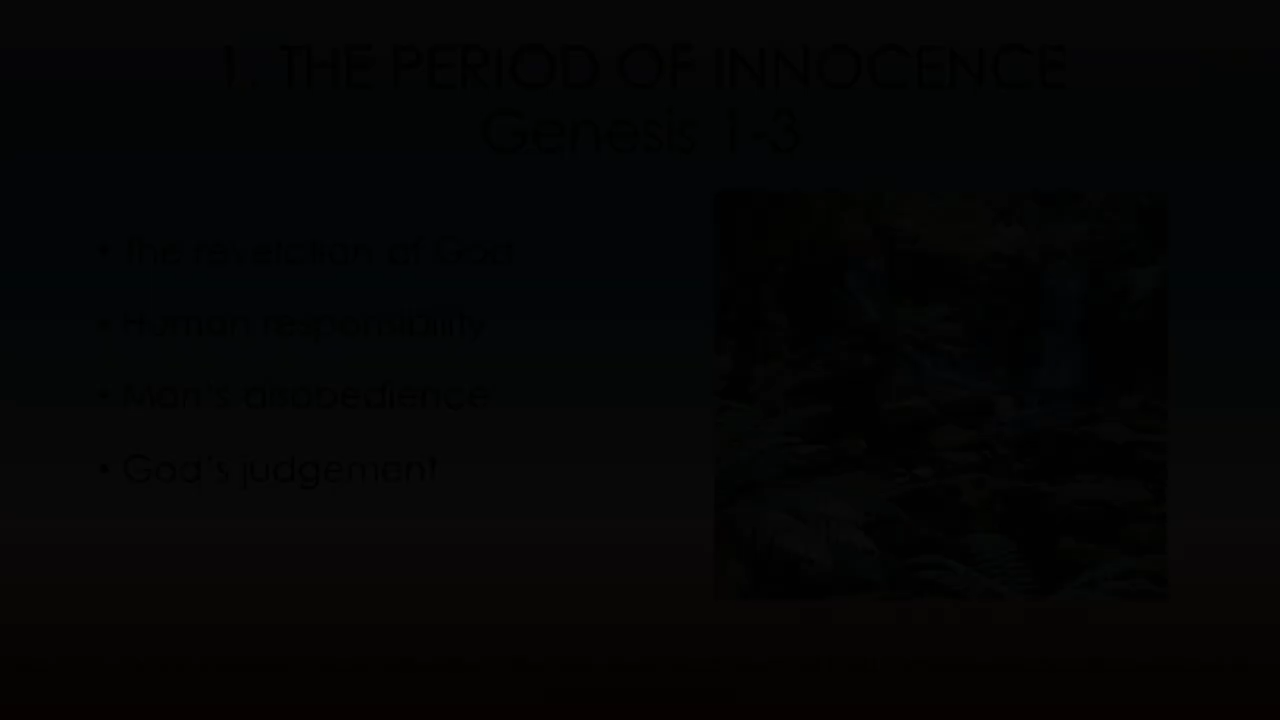 1. THE PERIOD OF INNOCENCE
Genesis 1-3
• The revelation of God
• Human responsibility
• Man's disobedience
• God's judgement